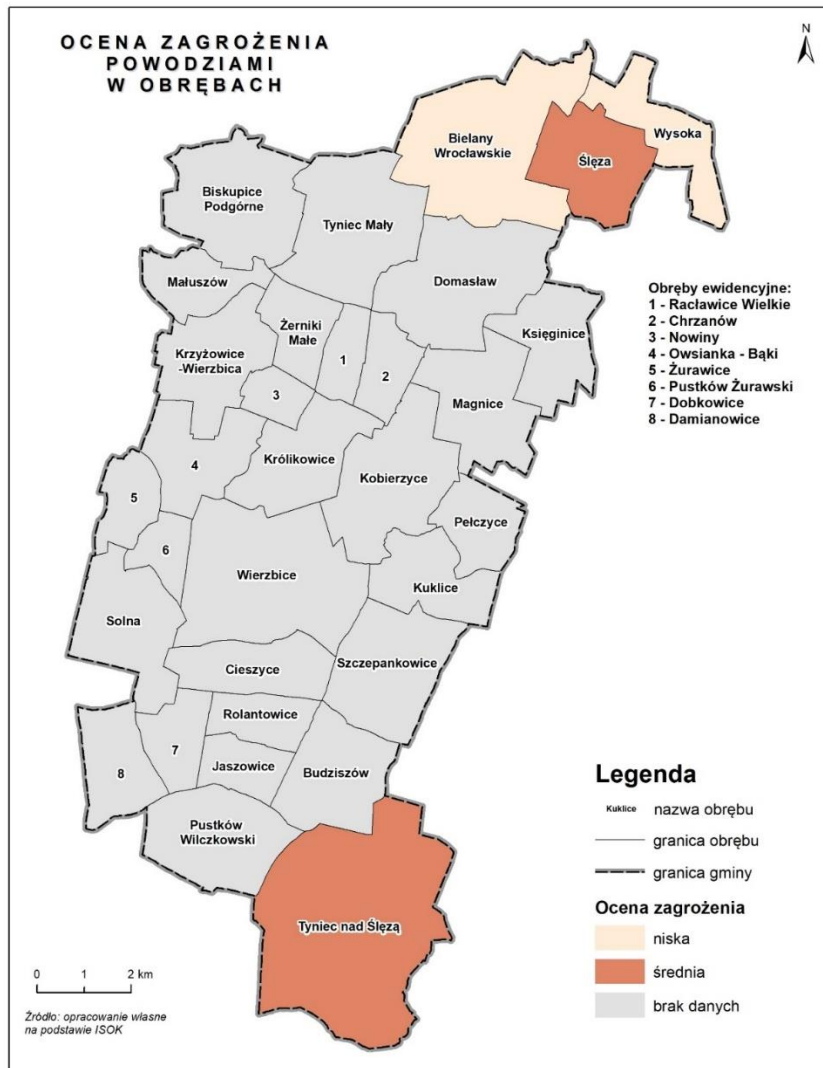 OCENA ZAGROŻENIA
POWODZIAMI
W OBRĘBACH
N
Bielany
Wrocławskie
Wysoka
Ślęza
Biskupice
Podgórne
Tyniec Mały
Domasław
Małuszów
Księginice
Żerniki
Małe
Krzyżowice
-Wierzbica
1
2
3
Magnice
4
Królikowice
Kobierzyce
5
Pełczyce
6
Wierzbice
Kuklice
Solna
Cieszyce
Szczepankowice
Rolantowice
7
8
Jaszowice
Budziszów
Pustków
Wilczkowski
Tyniec nad Ślęzą
Obręby ewidencyjne:
1 - Racławice Wielkie
2 - Chrzanów
3 - Nowiny
4 - Owsianka - Bąki
5 - Żurawice
6 - Pustków Żurawski
7 - Dobkowice
8 - Damianowice
Legenda
Kuklice nazwa obrębu
granica obrębu
granica gminy
Ocena zagrożenia
niska
średnia
brak danych
0 1 2 km
Źródło: opracowanie własne
na podstawie ISOK